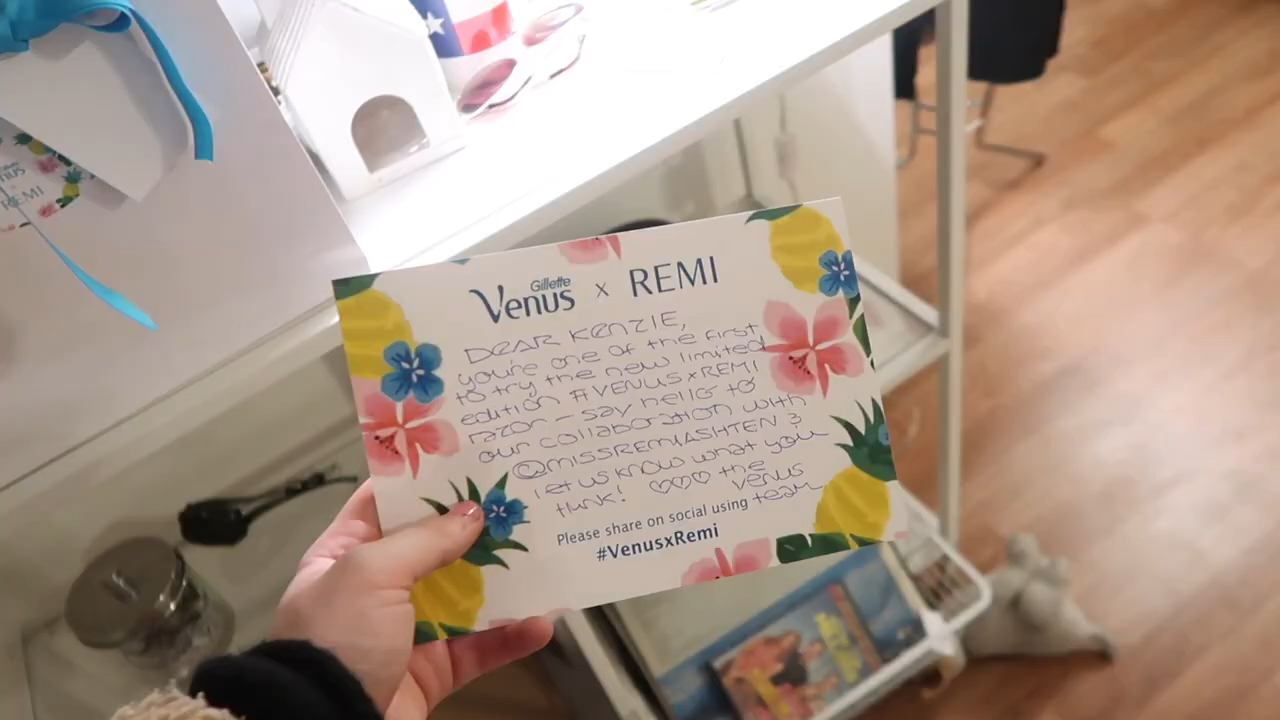 Gillette
Venus x REMI
DEAR KENZIE,
you're one of the first
to try the new limited
edition #VENUSxREMI
razor - say hello to
our collaboration with
@MISSREMIASHTEN &
let us know what you
think! ♡♡♡ the
venus
team
Please share on social using
#VenusxRemi
REMI